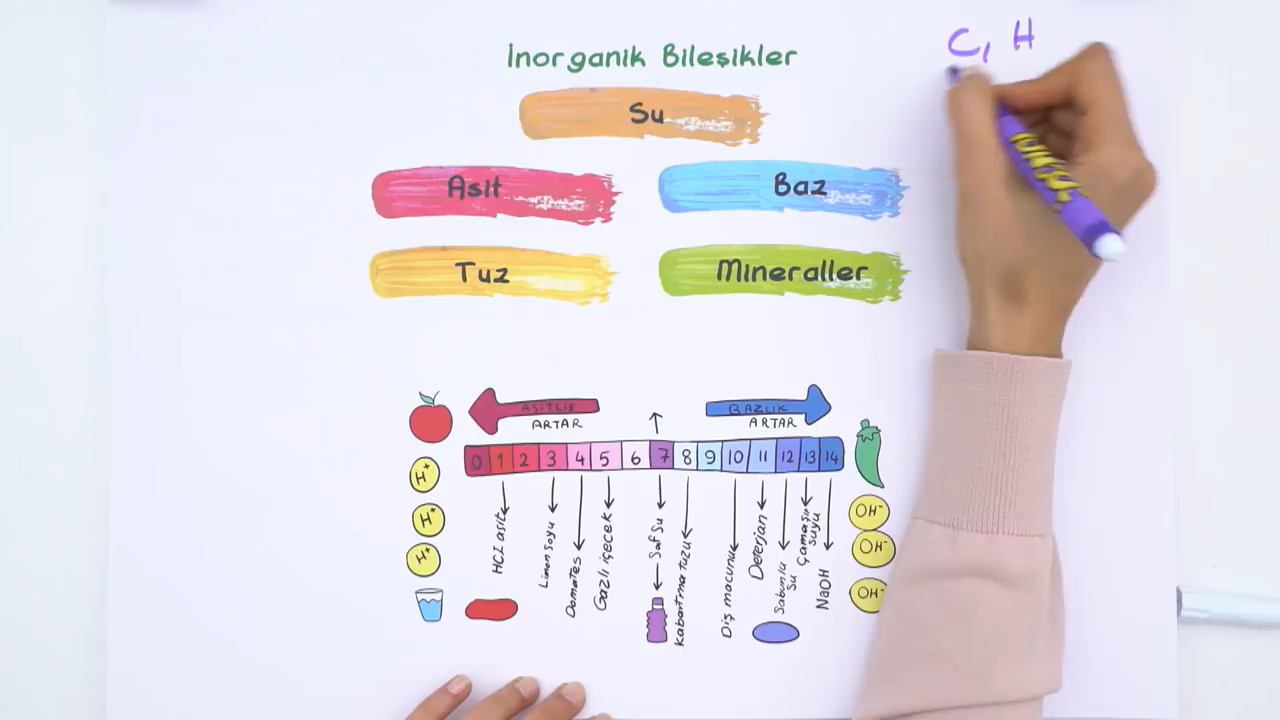 İnorganik Bileşikler
C, H
Su
Asit
Baz
Tuz
Mineraller
ASİTLİK
ARTAR
BAZLIK
ARTAR
0 1 2 3 4 5 6 7 8 9 10 11 12 13 14
H⁺
H⁺
H⁺
OH⁻
OH⁻
OH⁻
HCl asit
Limon suyu
Domates
Gazlı içecek
Saf su
Kabartma tuzu
Diş macunu
Deterjan
Sabunlu
su
Çamaşır
suyu
NaOH